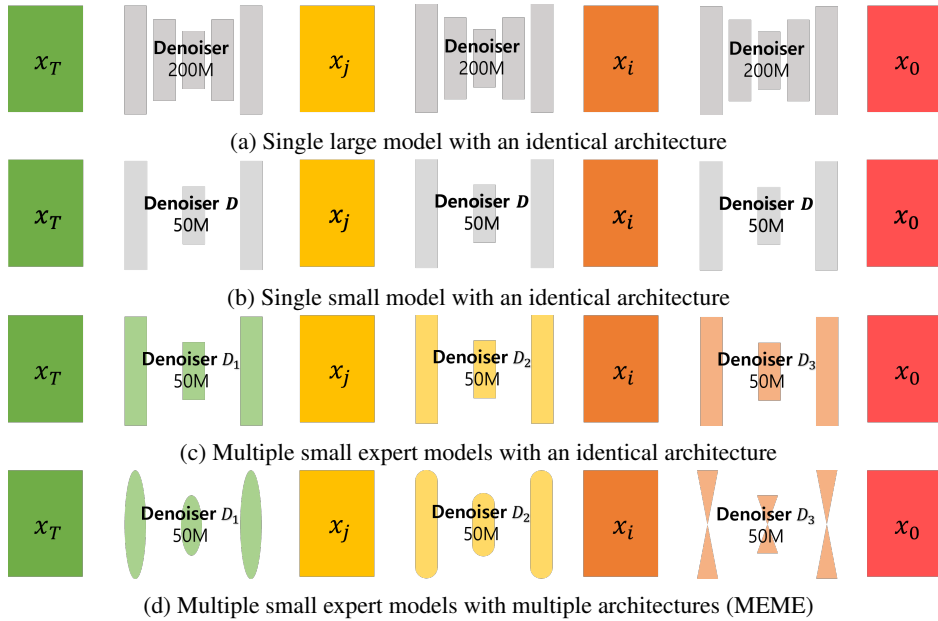 x_T Denoiser 200M x_j Denoiser 200M x_i Denoiser 200M x_0
(a) Single large model with an identical architecture
x_T Denoiser D 50M x_j Denoiser D 50M x_i Denoiser D 50M x_0
(b) Single small model with an identical architecture
x_T Denoiser D_1 50M x_j Denoiser D_2 50M x_i Denoiser D_3 50M x_0
(c) Multiple small expert models with an identical architecture
x_T Denoiser D_1 50M x_j Denoiser D_2 50M x_i Denoiser D_3 50M x_0
(d) Multiple small expert models with multiple architectures (MEME)